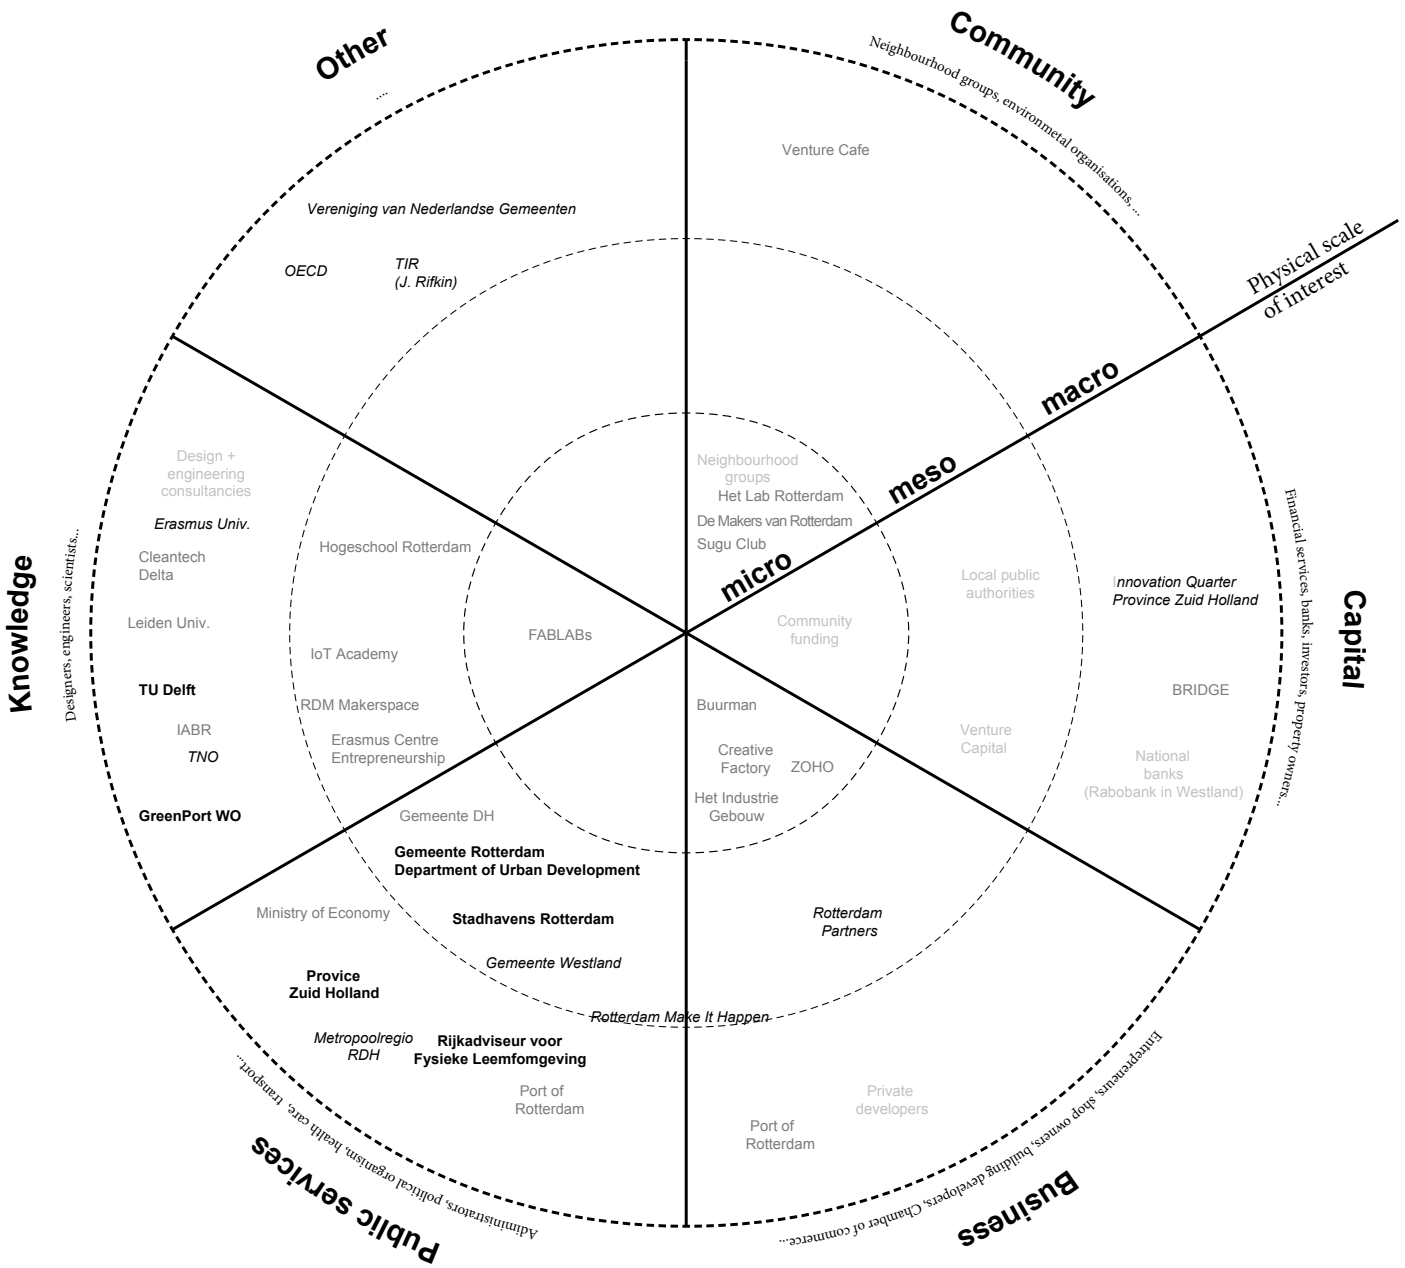 Other
....
Community
Neighbourhood groups, environmetal organisations, ...
Venture Cafe
Vereniging van Nederlandse Gemeenten
OECD
TIR
(J. Rifkin)
Physical scale
of interest
macro
meso
micro
Neighbourhood
groups
Het Lab Rotterdam
De Makers van Rotterdam
Sugu Club
Knowledge
Designers, engineers, scientists...
Design +
engineering
consultancies
Erasmus Univ.
Cleantech
Delta
Leiden Univ.
TU Delft
IABR
TNO
GreenPort WO
Hogeschool Rotterdam
IoT Academy
RDM Makerspace
Erasmus Centre
Entrepreneurship
FABLABs
Capital
Financial services, banks, investors, property owners...
Community
funding
Local public
authorities
Innovation Quarter
Province Zuid Holland
BRIDGE
Venture
Capital
National
banks
(Rabobank in Westland)
Buurman
Creative
Factory
ZOHO
Het Industrie
Gebouw
Rotterdam
Partners
Rotterdam Make It Happen
Private
developers
Port of
Rotterdam
Business
Entrepreneurs, shop owners, building developers, Chamber of commerce...
Gemeente DH
Gemeente Rotterdam
Department of Urban Development
Ministry of Economy
Stadhavens Rotterdam
Gemeente Westland
Provice
Zuid Holland
Metropoolregio
RDH
Rijkadviseur voor
Fysieke Leemfomgeving
Port of
Rotterdam
Public services
Administrators, political organism, health care, transport...